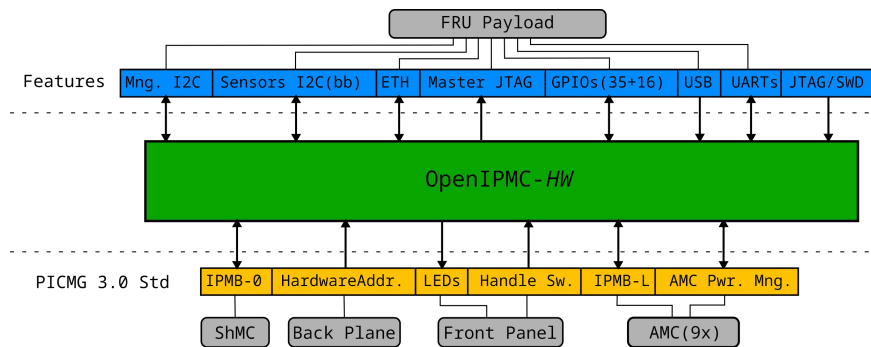 FRU Payload
Features
Mng. I2C
Sensors I2C(bb)
ETH
Master JTAG
GPIOs(35+16)
USB
UARTs
JTAG/SWD
OpenIPMC-HW
PICMG 3.0 Std
IPMB-0
HardwareAddr.
LEDs
Handle Sw.
IPMB-L
AMC Pwr. Mng.
ShMC
Back Plane
Front Panel
AMC(9x)